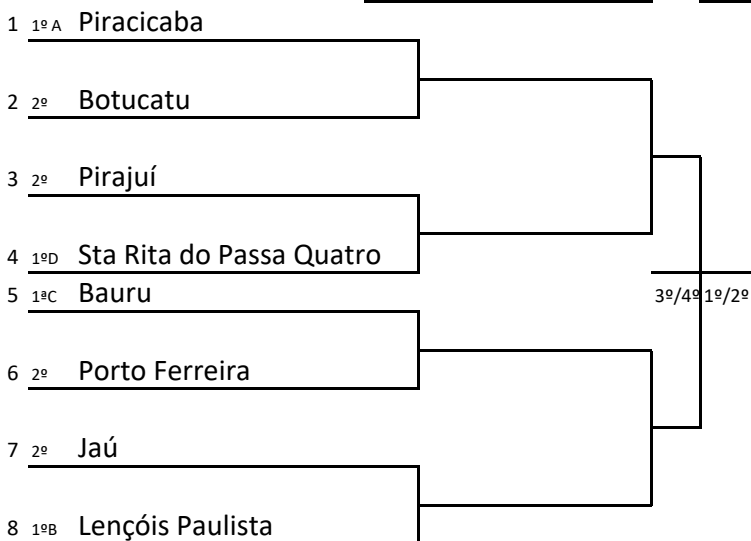 1 1º A Piracicaba
2 2º Botucatu
3 2º Pirajuí
4 1ºD Sta Rita do Passa Quatro
5 1ªC Bauru
3º/4º 1º/2º
6 2º Porto Ferreira
7 2º Jaú
8 1ºB Lençóis Paulista